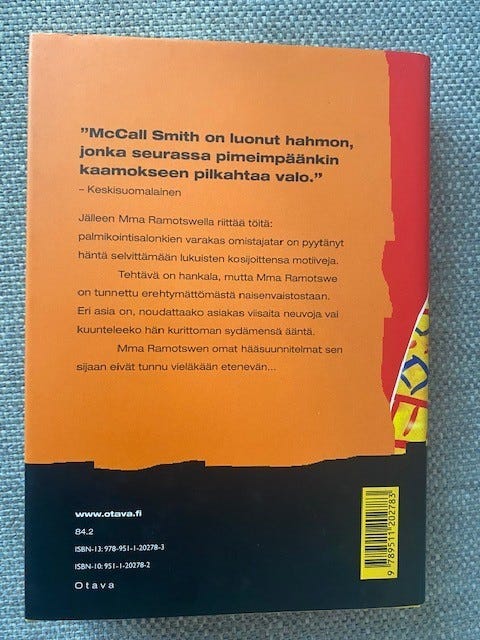 ”McCall Smith on luonut hahmon,
jonka seurassa pimeimpäänkin
kaamokseen pilkahtaa valo.”
– Keskisuomalainen
Jälleen Mma Ramotswella riittää töitä:
palmikointisalonkien varakas omistajatar on pyytänyt
häntä selvittämään lukuisten kosijoittensa motiiveja.
Tehtävä on hankala, mutta Mma Ramotswe
on tunnettu erehtymättömästä naisenvaistostaan.
Eri asia on, noudattaako asiakas viisaita neuvoja vai
kuunteleeko hän kurittoman sydämensä ääntä.
Mma Ramotswen omat hääsuunnitelmat sen
sijaan eivät tunnu vieläkään etenevän...
www.otava.fi
84.2
ISBN-13: 978-951-1-20278-3
ISBN-10: 951-1-20278-2
Otava
9 789511 202783